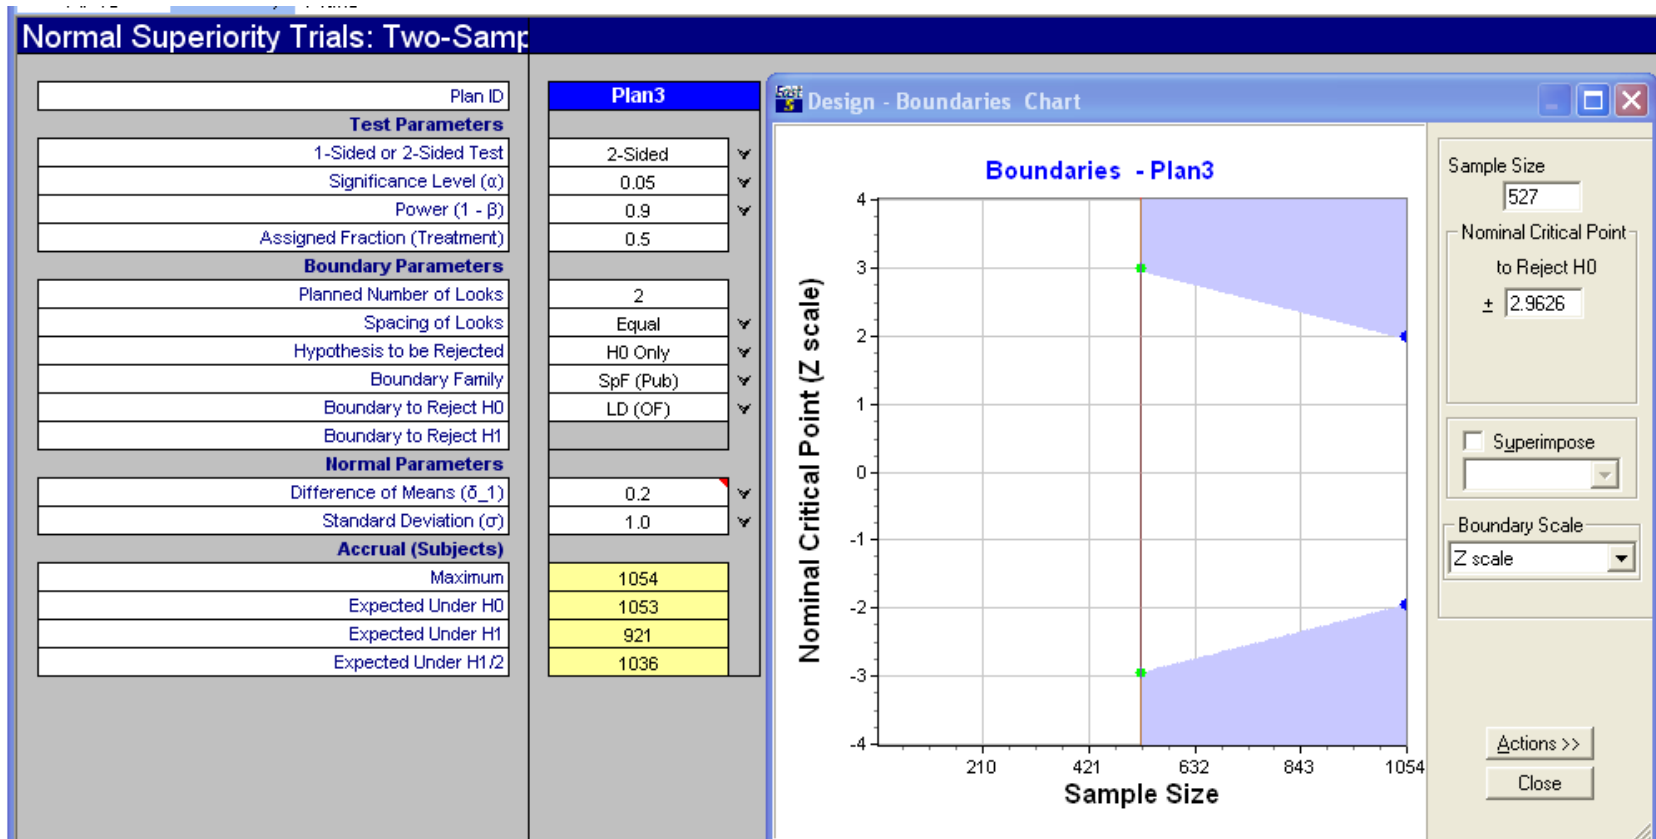 Normal Superiority Trials: Two-Samp
Plan ID Plan3
Test Parameters
1-Sided or 2-Sided Test 2-Sided
Significance Level (α) 0.05
Power (1 - β) 0.9
Assigned Fraction (Treatment) 0.5
Boundary Parameters
Planned Number of Looks 2
Spacing of Looks Equal
Hypothesis to be Rejected H0 Only
Boundary Family SpF (Pub)
Boundary to Reject H0 LD (OF)
Boundary to Reject H1
Normal Parameters
Difference of Means (δ_1) 0.2
Standard Deviation (σ) 1.0
Accrual (Subjects)
Maximum 1054
Expected Under H0 1053
Expected Under H1 921
Expected Under H1/2 1036
East 5 Design - Boundaries Chart
Boundaries - Plan3
Nominal Critical Point (Z scale)
4
3
2
1
0
-1
-2
-3
-4
210 421 632 843 1054
Sample Size
Sample Size
527
Nominal Critical Point
to Reject H0
± 2.9626
Superimpose
Boundary Scale
Z scale
Actions >>
Close